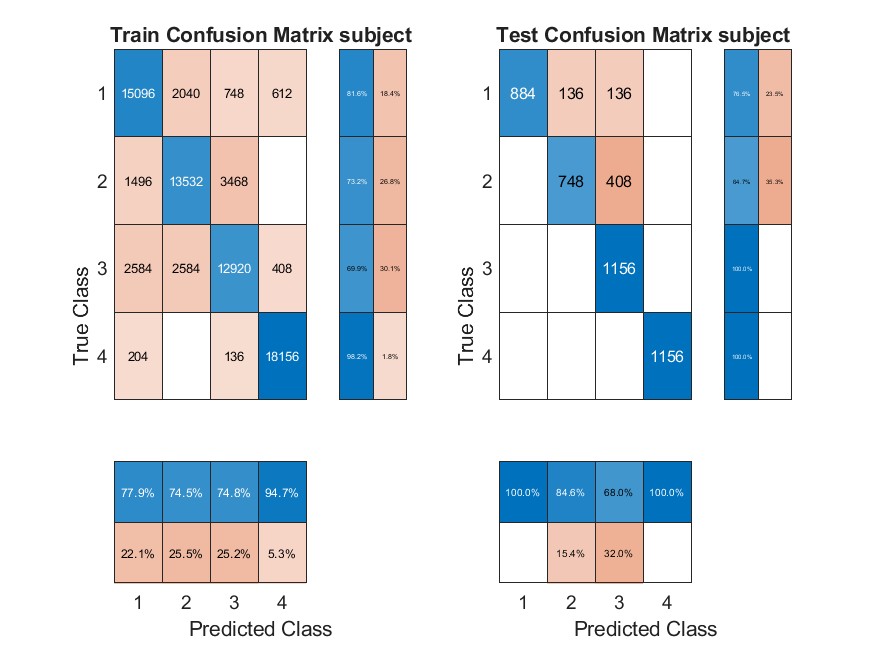 Train Confusion Matrix subject
1 15096 2040 748 612 81.6% 18.4%
2 1496 13532 3468 73.2% 26.8%
3 2584 2584 12920 408 69.9% 30.1%
4 204 136 18156 98.2% 1.8%
True Class
77.9% 74.5% 74.8% 94.7%
22.1% 25.5% 25.2% 5.3%
1 2 3 4
Predicted Class
Test Confusion Matrix subject
1 884 136 136 76.5% 23.5%
2 748 408 64.7% 35.3%
3 1156 100.0%
4 1156 100.0%
True Class
100.0% 84.6% 68.0% 100.0%
15.4% 32.0%
1 2 3 4
Predicted Class